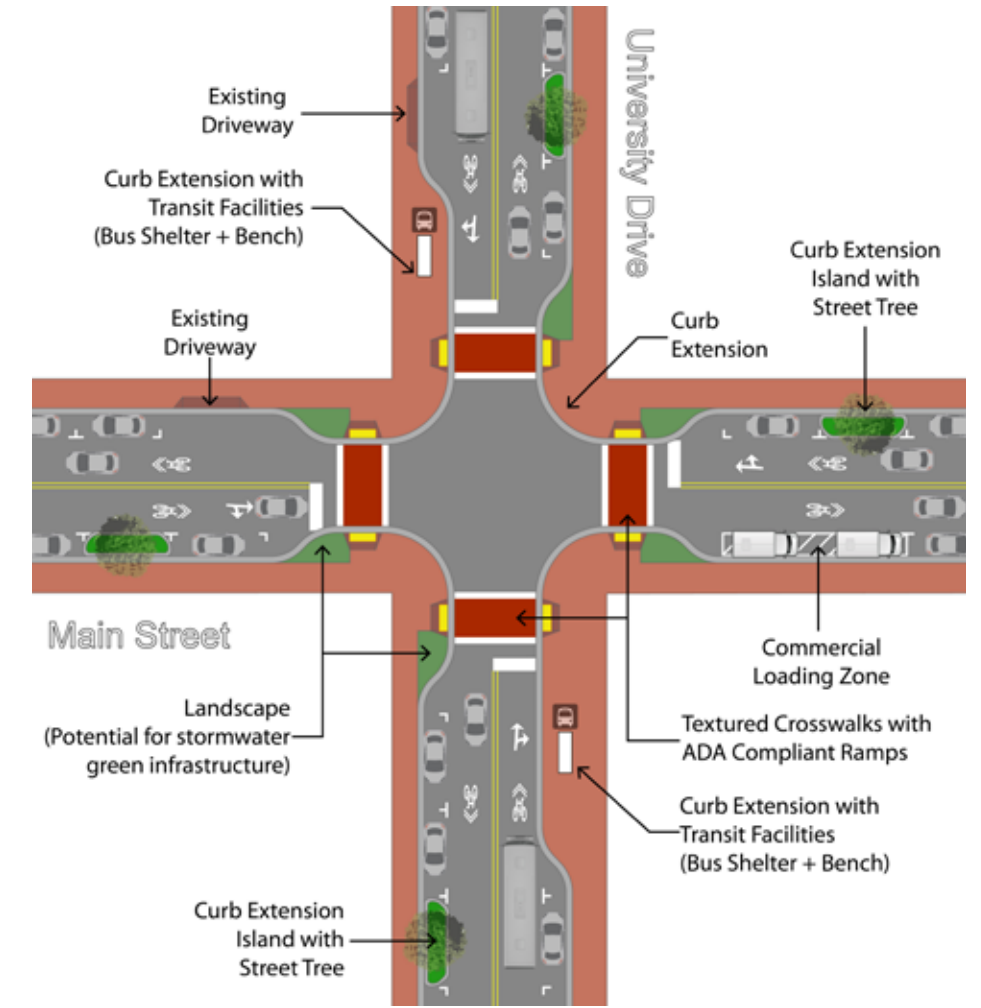 Existing
Driveway
University Drive
Curb Extension with
Transit Facilities
(Bus Shelter + Bench)
Curb Extension
Island with
Street Tree
Existing
Driveway
Curb
Extension
Main Street
Commercial
Loading Zone
Landscape
(Potential for stormwater
green infrastructure)
Textured Crosswalks with
ADA Compliant Ramps
Curb Extension with
Transit Facilities
(Bus Shelter + Bench)
Curb Extension
Island with
Street Tree